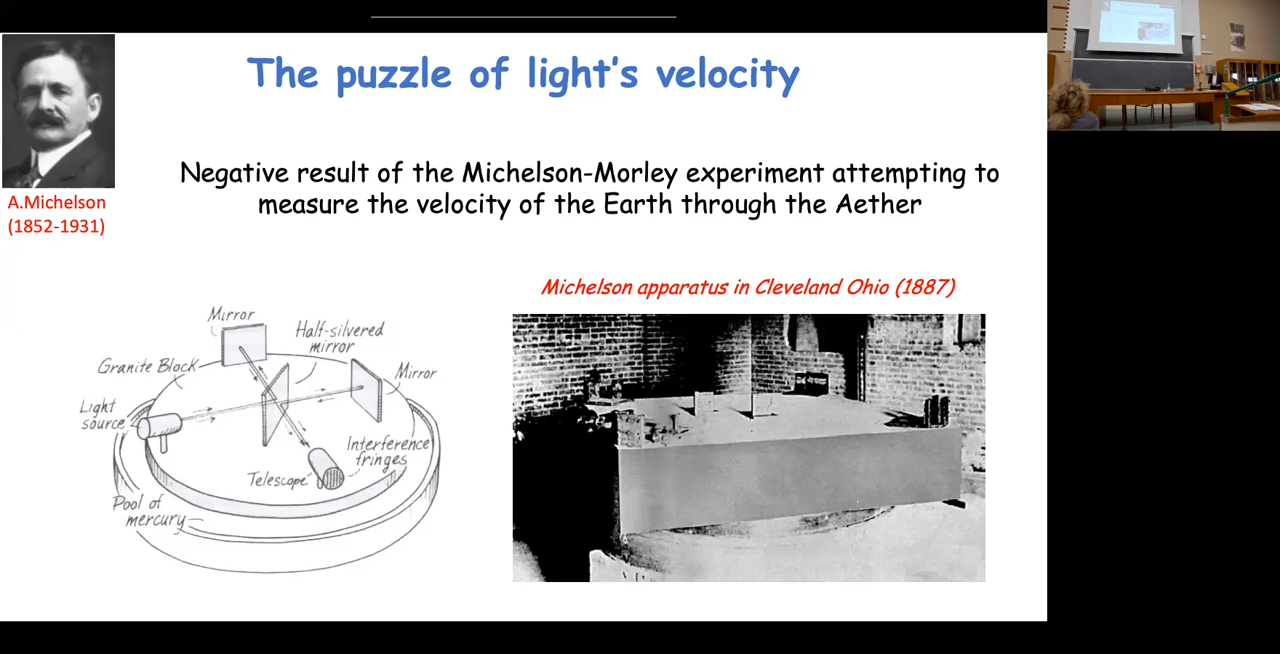 The puzzle of light's velocity
A.Michelson
(1852-1931)
Negative result of the Michelson-Morley experiment attempting to
measure the velocity of the Earth through the Aether
Michelson apparatus in Cleveland Ohio (1887)
Mirror
Half-silvered
mirror
Granite Block
Mirror
Light
source
Interference
fringes
Telescope
Pool of
mercury